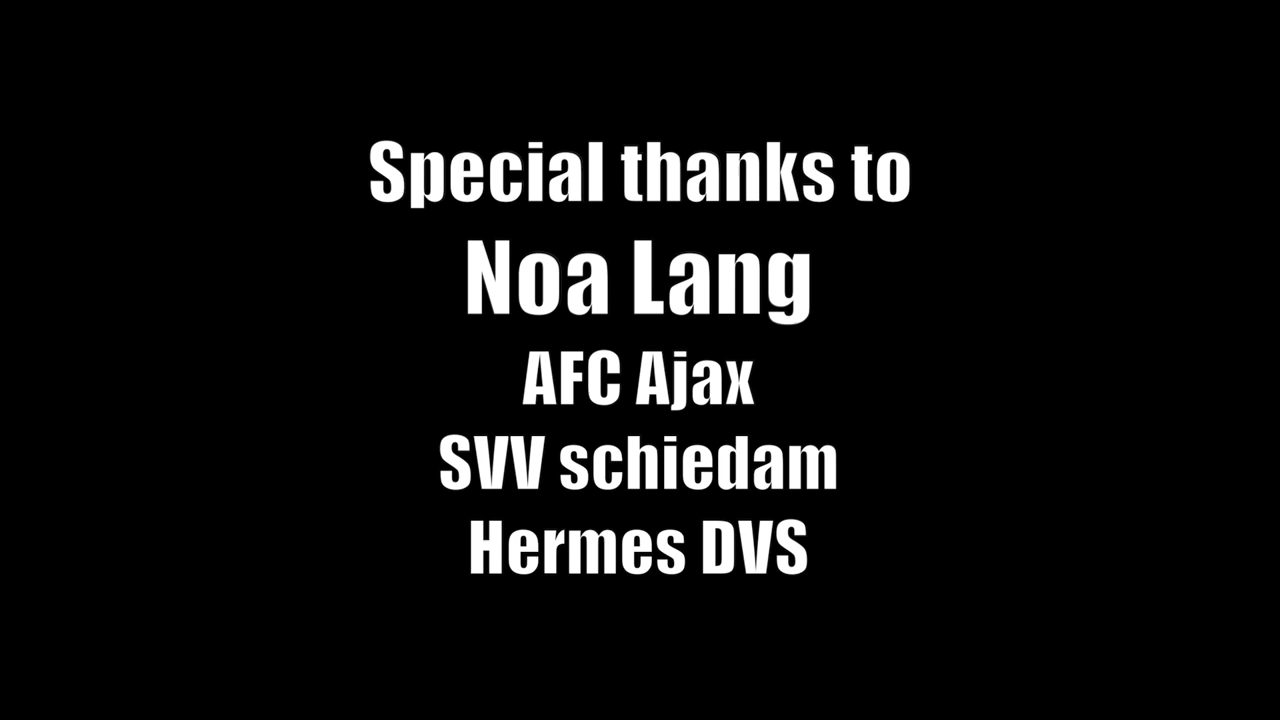 Special thanks to
Noa Lang
AFC Ajax
SVV schiedam
Hermes DVS